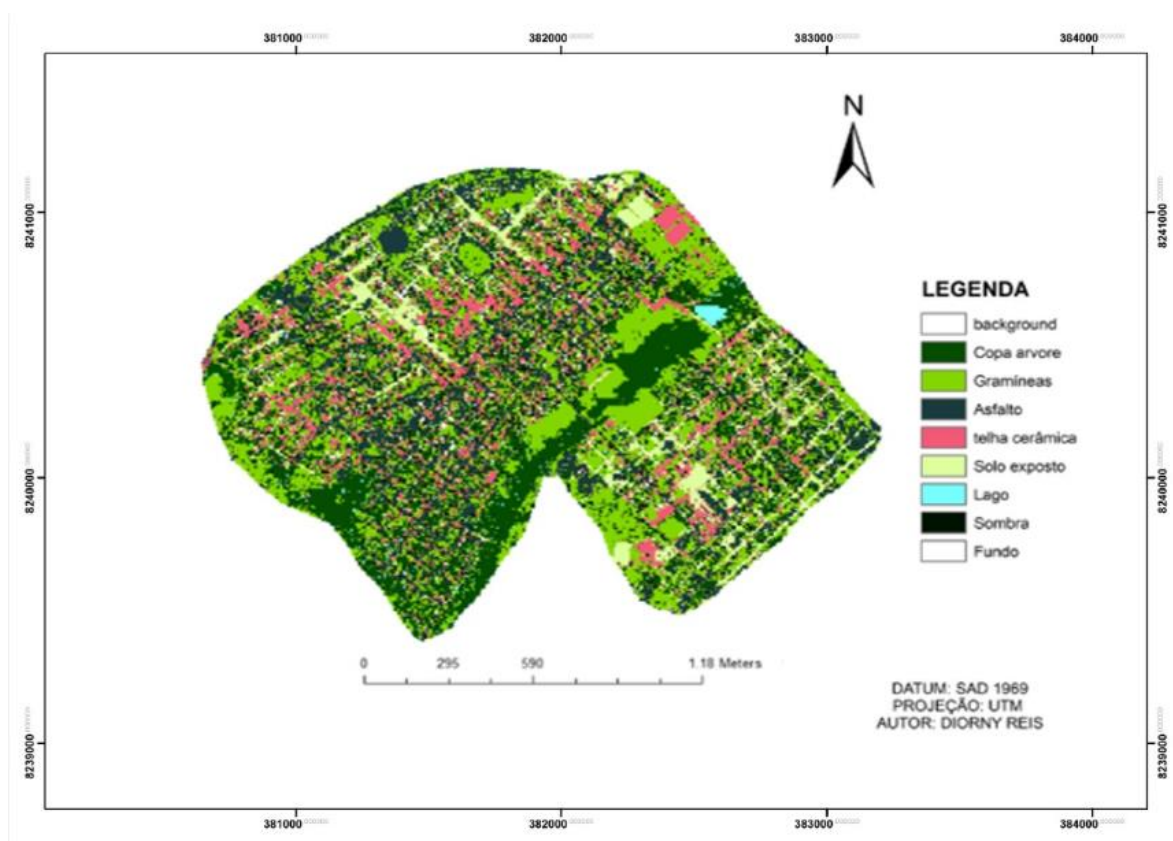 381000
382000
383000
384000
N
8241000
8241000
LEGENDA
background
Copa arvore
Gramíneas
Asfalto
telha cerâmica
Solo exposto
Lago
Sombra
Fundo
8240000
8240000
0 295 590 1.18 Meters
DATUM: SAD 1969
PROJEÇÃO: UTM
AUTOR: DIORNY REIS
8239000
8239000
381000
382000
383000
384000